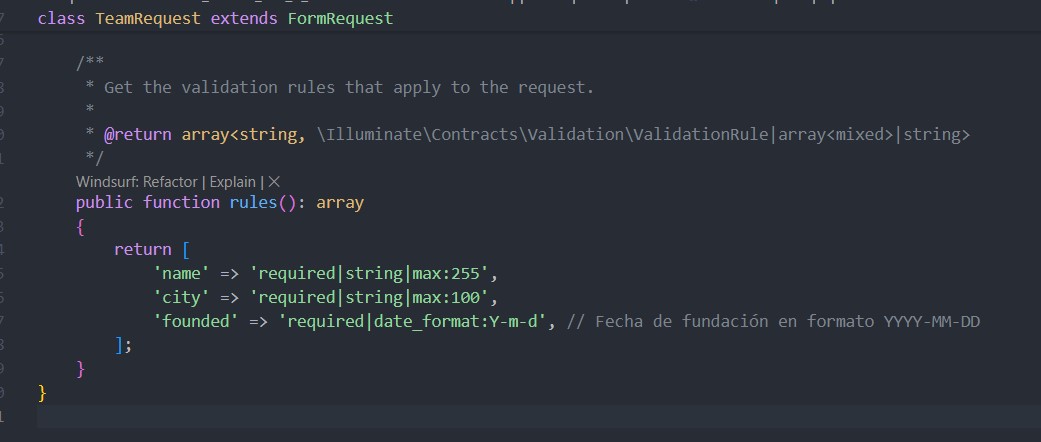 class TeamRequest extends FormRequest
/**
* Get the validation rules that apply to the request.
*
* @return array<string, \Illuminate\Contracts\Validation\ValidationRule|array<mixed>|string>
*/
Windsurf: Refactor | Explain | ✕
public function rules(): array
{
return [
'name' => 'required|string|max:255',
'city' => 'required|string|max:100',
'founded' => 'required|date_format:Y-m-d', // Fecha de fundación en formato YYYY-MM-DD
];
}
}